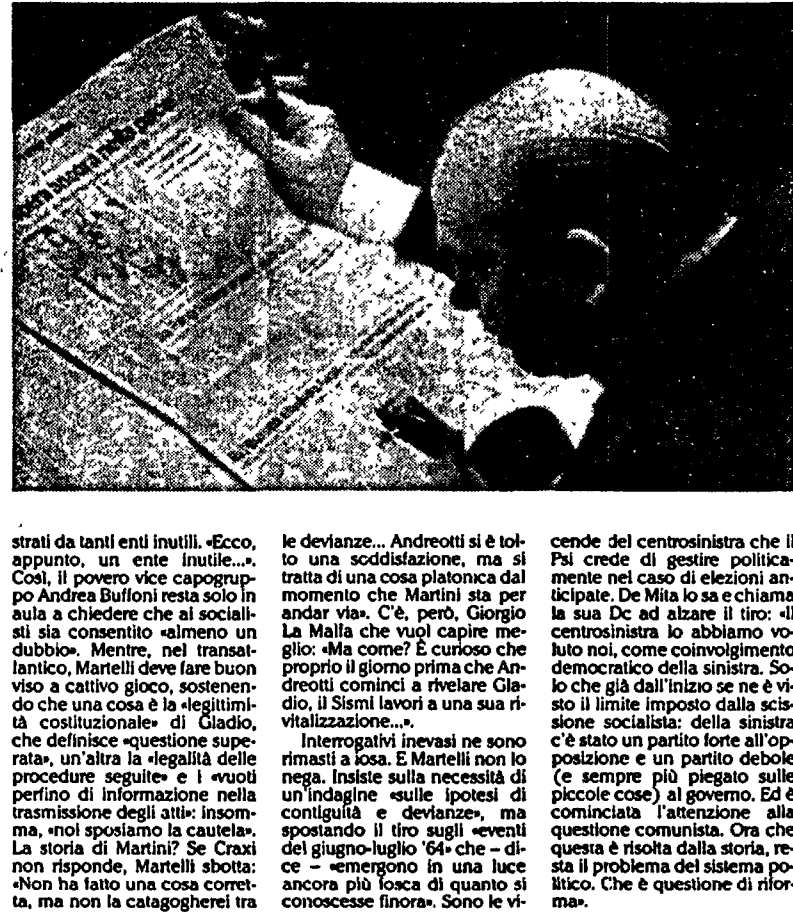 strati da tanti enti inutili. «Ecco,
appunto, un ente inutile...».
Così, il povero vice capogrup-
po Andrea Buffoni resta solo in
aula a chiedere che ai sociali-
sti sia consentito «almeno un
dubbio». Mentre, nel transat-
lantico, Martelli deve fare buon
viso a cattivo gioco, sostenen-
do che una cosa è la «legittimi-
tà costituzionale» di Gladio,
che definisce «questione supe-
rata», un'altra la «legalità delle
procedure seguite» e i «vuoti
perfino di informazione nella
trasmissione degli atti»: insom-
ma, «noi sposiamo la cautela».
La storia di Martini? Se Craxi
non risponde, Martelli sbotta:
«Non ha fatto una cosa corret-
ta, ma non la catagogherei tra
le devianze... Andreotti si è tol-
to una soddisfazione, ma si
tratta di una cosa platonica dal
momento che Martini sta per
andar via». C'è, però, Giorgio
La Malfa che vuol capire me-
glio: «Ma come? È curioso che
proprio il giorno prima che An-
dreotti cominci a rivelare Gla-
dio, il Sismi lavori a una sua ri-
vitalizzazione...».
Interrogativi inevasi ne sono
rimasti a iosa. E Martelli non lo
nega. Insiste sulla necessità di
un'indagine «sulle ipotesi di
contiguità e devianze», ma
spostando il tiro sugli «eventi
del giugno-luglio '64» che – di-
ce – «emergono in una luce
ancora più fosca di quanto si
conoscesse finora». Sono le vi-
cende del centrosinistra che il
Psi crede di gestire politica-
mente nel caso di elezioni an-
ticipate. De Mita lo sa e chiama
la sua Dc ad alzare il tiro: «Il
centrosinistra lo abbiamo vo-
luto noi, come coinvolgimento
democratico della sinistra. So-
lo che già dall'inizio se ne è vi-
sto il limite imposto dalla scis-
sione socialista: della sinistra
c'è stato un partito forte all'op-
posizione e un partito debole
(e sempre più piegato sulle
piccole cose) al governo. Ed è
cominciata l'attenzione alla
questione comunista. Ora che
questa è risolta dalla storia, re-
sta il problema del sistema po-
litico. Che è questione di rifor-
ma».